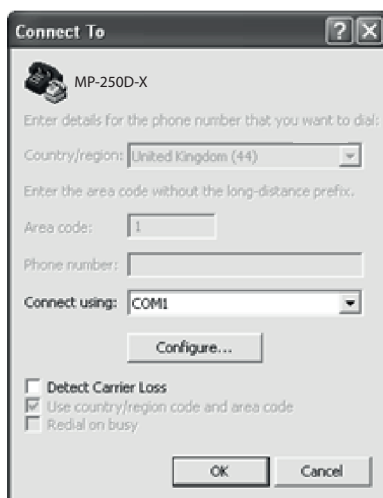 Connect To
MP-250D-X
Enter details for the phone number that you want to dial:
Country/region: United Kingdom (44)
Enter the area code without the long-distance prefix.
Area code: 1
Phone number:
Connect using: COM1
Configure...
Detect Carrier Loss
Use country/region code and area code
Redial on busy
OK Cancel